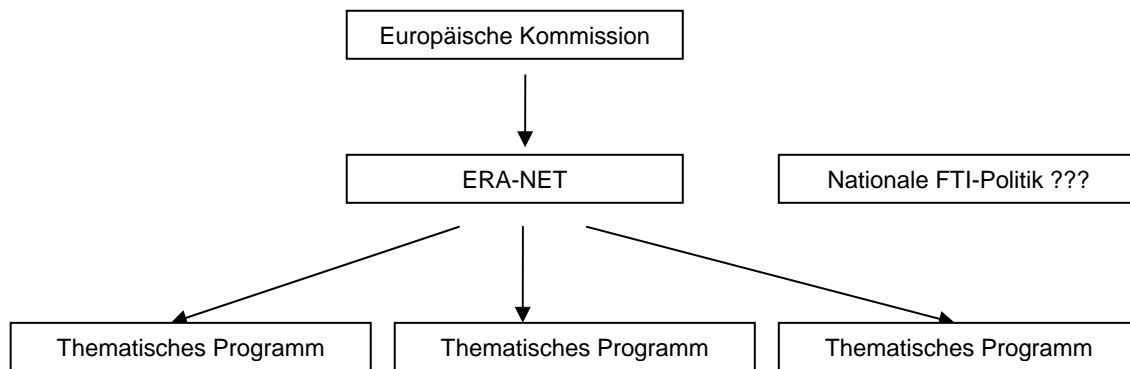 Europäische Kommission
ERA-NET
Nationale FTI-Politik ???
Thematisches Programm
Thematisches Programm
Thematisches Programm